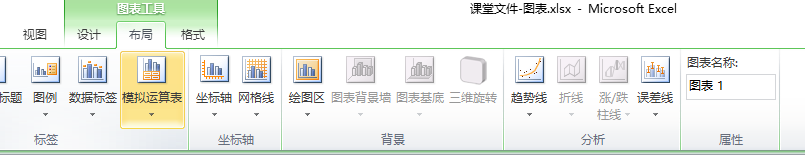 图表工具
课堂文件-图表.xlsx - Microsoft Excel
视图 设计 布局 格式
标题 图例 数据标签 模拟运算表 坐标轴 网格线 绘图区 图表背景墙 图表基底 三维旋转 趋势线 折线 涨/跌
柱线 误差线
图表名称:
图表 1
标签 坐标轴 背景 分析 属性